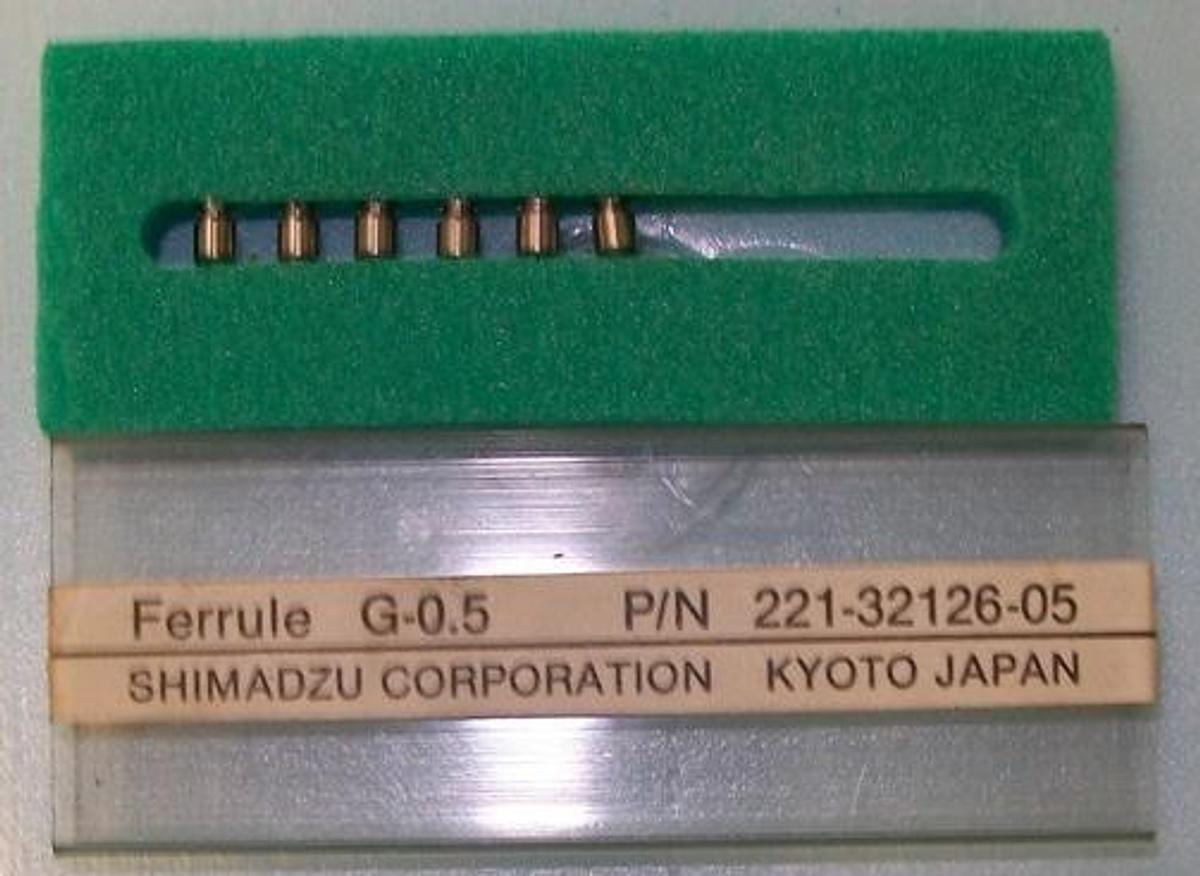 Ferrule G-0.5 P/N 221-32126-05
SHIMADZU CORPORATION KYOTO JAPAN